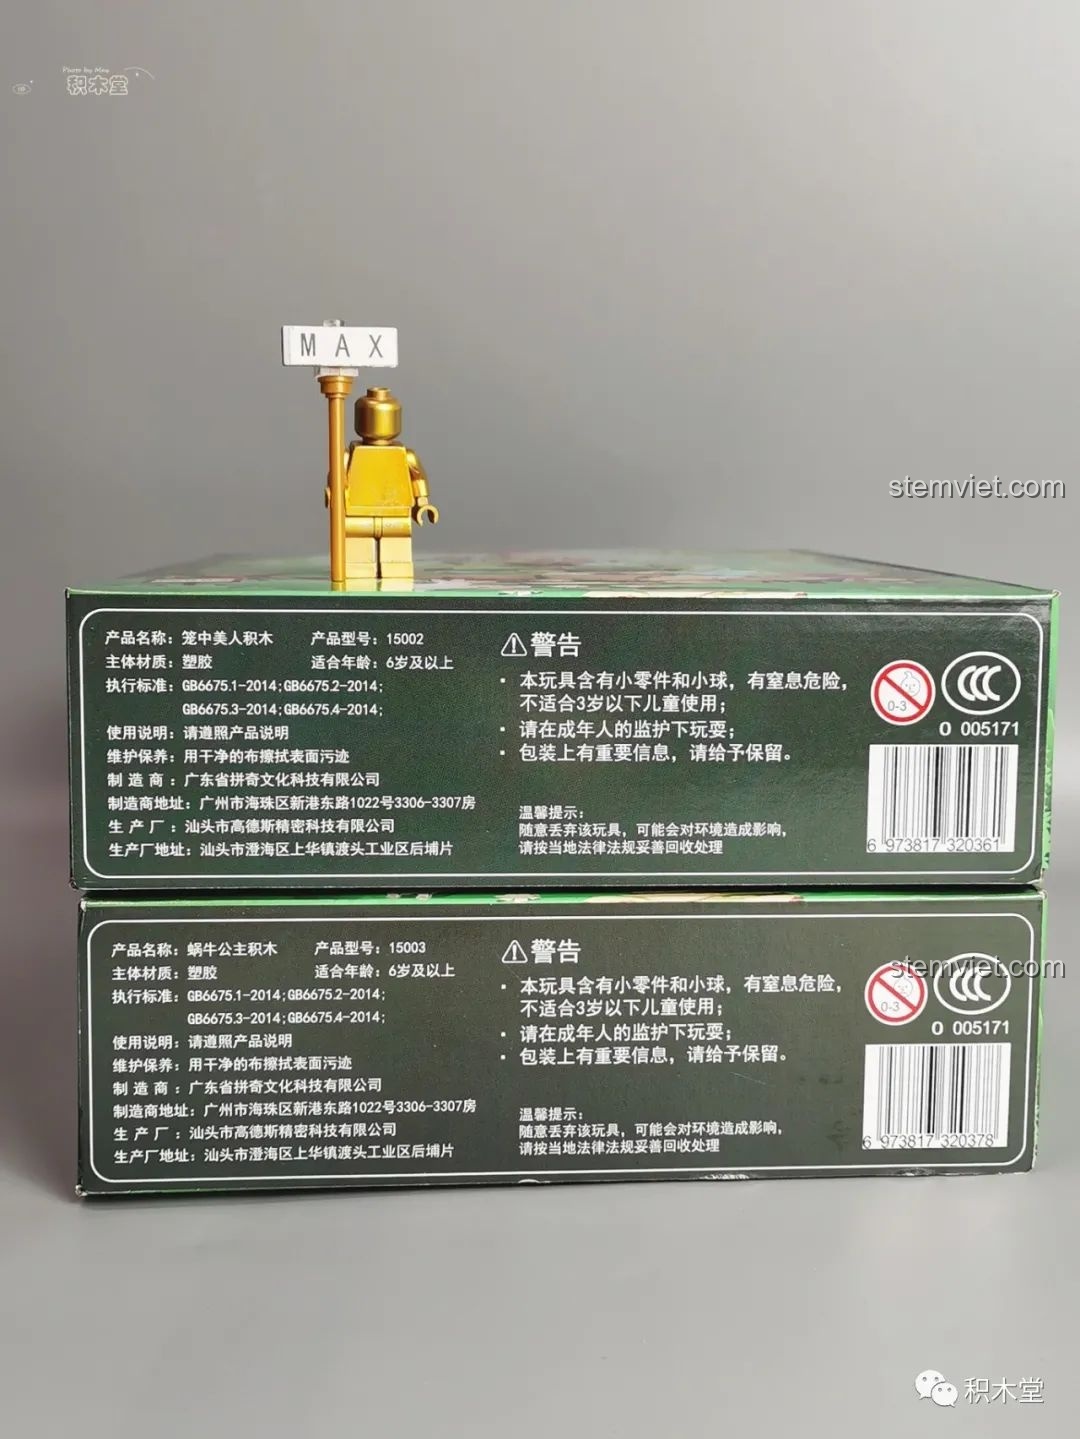 Photo by Max
积木堂
MAX
stemviet.com
产品名称：笼中美人积木 产品型号：15002
主体材质：塑胶 适合年龄：6岁及以上
执行标准：GB6675.1-2014;GB6675.2-2014;
GB6675.3-2014;GB6675.4-2014;
使用说明：请遵照产品说明
维护保养：用干净的布擦拭表面污迹
制造商：广东省拼奇文化科技有限公司
制造商地址：广州市海珠区新港东路1022号3306-3307房
生产厂：汕头市高德斯精密科技有限公司
生产厂地址：汕头市澄海区上华镇渡头工业区后埔片
警告
· 本玩具含有小零件和小球，有窒息危险，
不适合3岁以下儿童使用；
· 请在成年人的监护下玩耍；
· 包装上有重要信息，请给予保留。
温馨提示：
随意丢弃该玩具，可能会对环境造成影响，
请按当地法律法规妥善回收处理
0-3
CCC
0 005171
6 973817 320361
产品名称：蜗牛公主积木 产品型号：15003
主体材质：塑胶 适合年龄：6岁及以上
执行标准：GB6675.1-2014;GB6675.2-2014;
GB6675.3-2014;GB6675.4-2014;
使用说明：请遵照产品说明
维护保养：用干净的布擦拭表面污迹
制造商：广东省拼奇文化科技有限公司
制造商地址：广州市海珠区新港东路1022号3306-3307房
生产厂：汕头市高德斯精密科技有限公司
生产厂地址：汕头市澄海区上华镇渡头工业区后埔片
警告
· 本玩具含有小零件和小球，有窒息危险，
不适合3岁以下儿童使用；
· 请在成年人的监护下玩耍；
· 包装上有重要信息，请给予保留。
温馨提示：
随意丢弃该玩具，可能会对环境造成影响，
请按当地法律法规妥善回收处理
stemviet.com
0-3
CCC
0 005171
6 973817 320378
积木堂